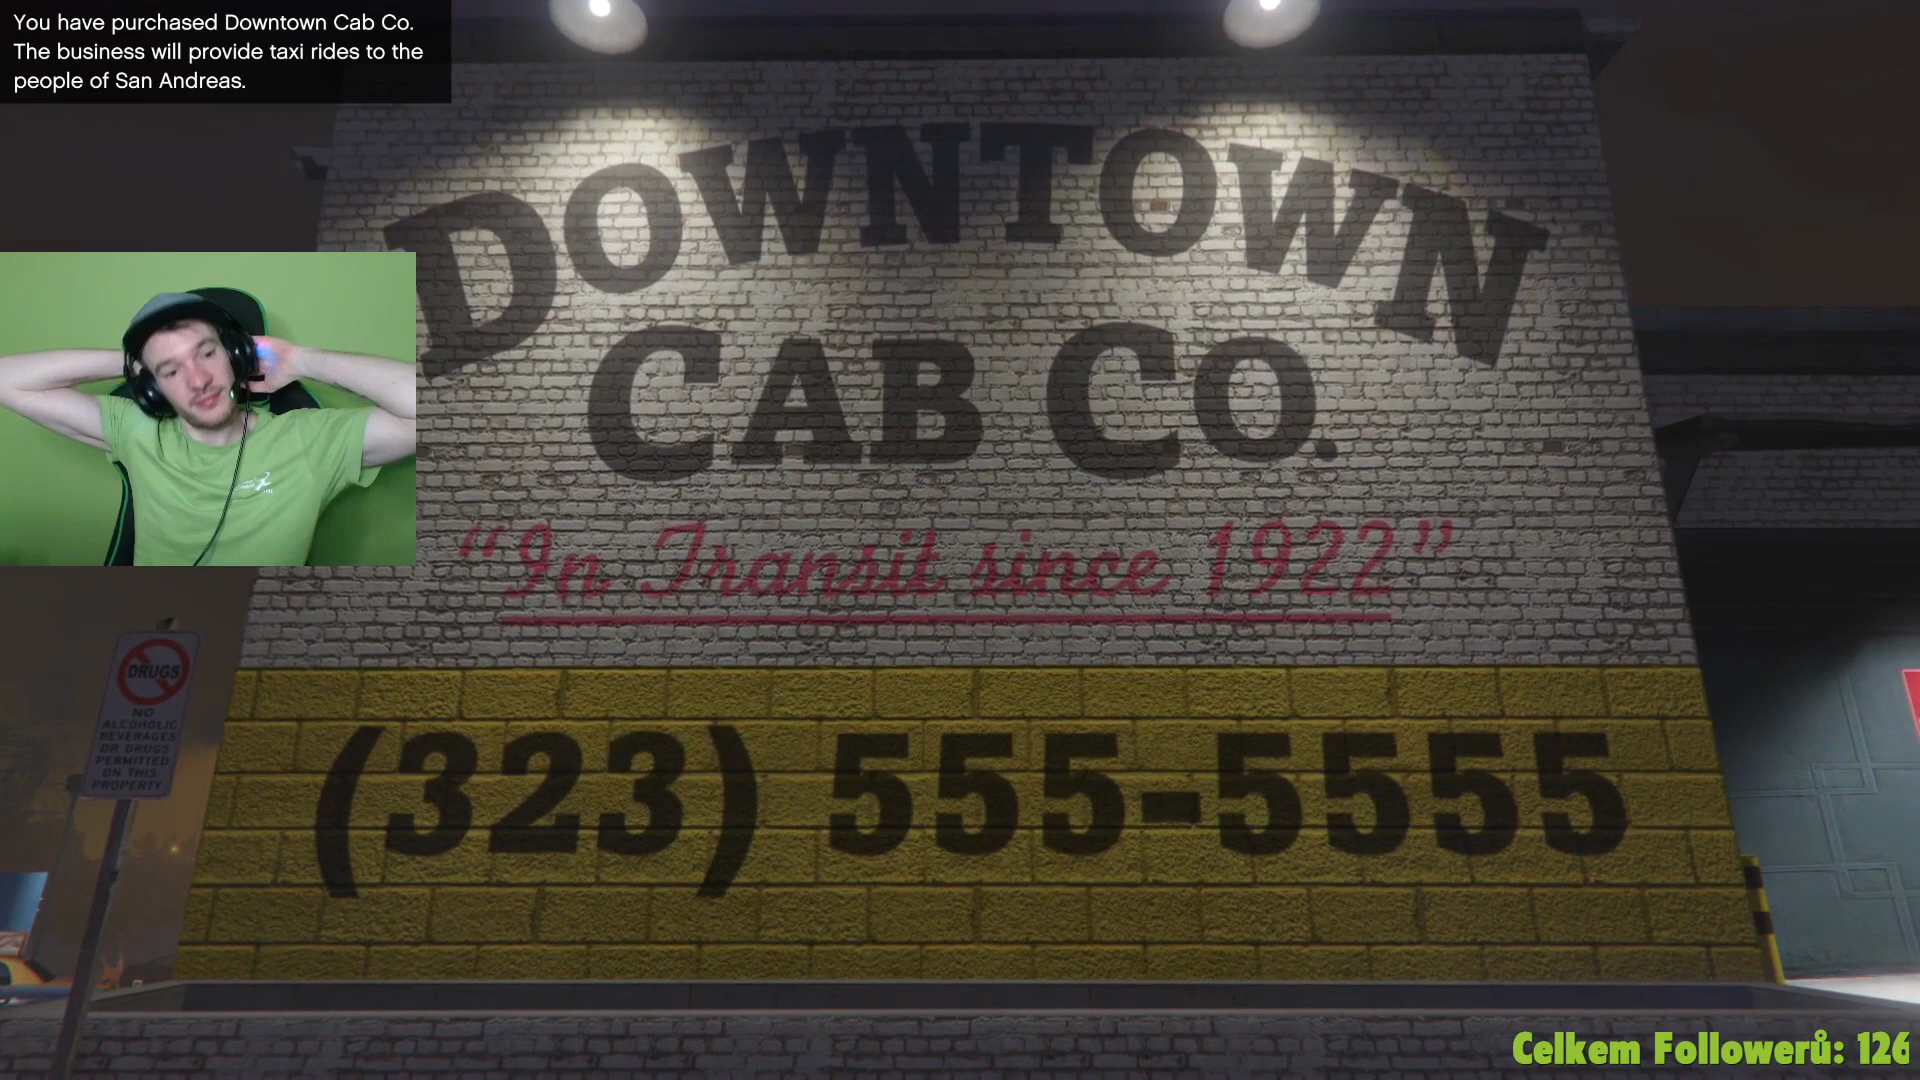 You have purchased Downtown Cab Co.
The business will provide taxi rides to the
people of San Andreas.
DOWNTOWN
CAB CO.
"In Transit since 1922"
(323) 555-5555
DRUGS
NO
ALCOHOLIC
BEVERAGES
OR DRUGS
PERMITTED
ON THIS
PROPERTY
Celkem Followerů: 126